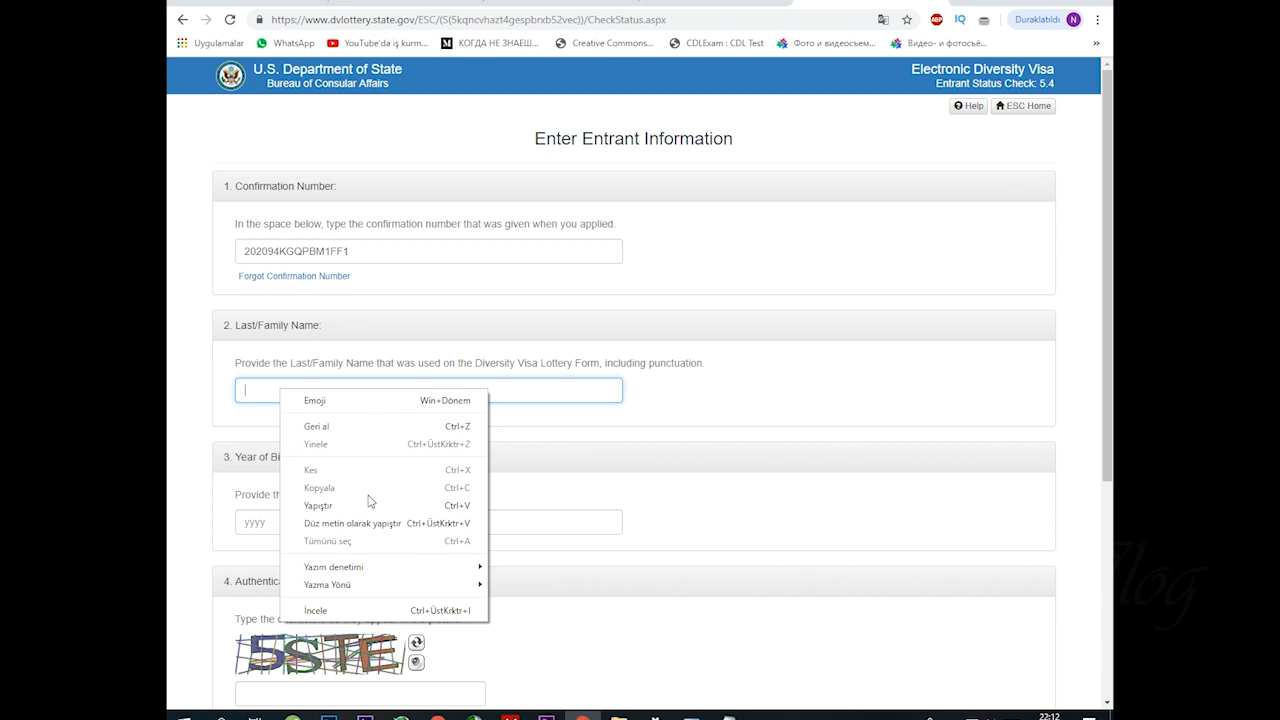 https://www.dvlottery.state.gov/ESC/(S(5kqncvhazt4gespbrxb52vec))/CheckStatus.aspx
ABP
IQ
Duraklatıldı
N
Uygulamalar
WhatsApp
YouTube'da iş kurm...
КОГДА НЕ ЗНАЕШ...
Creative Commons...
CDLExam : CDL Test
Фото и видеосъем...
Видео- и фотосъё...
»
U.S. Department of State
Bureau of Consular Affairs
Electronic Diversity Visa
Entrant Status Check: 5.4
Help
ESC Home
Enter Entrant Information
1. Confirmation Number:
In the space below, type the confirmation number that was given when you applied.
202094KGQPBM1FF1
Forgot Confirmation Number
2. Last/Family Name:
Provide the Last/Family Name that was used on the Diversity Visa Lottery Form, including punctuation.
Emoji Win+Dönem
Geri al Ctrl+Z
Yinele Ctrl+ÜstKrktr+Z
3. Year of Bi
Kes Ctrl+X
Kopyala Ctrl+C
Provide th
Yapıştır Ctrl+V
yyyy
Düz metin olarak yapıştır Ctrl+ÜstKrktr+V
Tümünü seç Ctrl+A
Yazım denetimi
4. Authentica
Yazma Yönü
İncele Ctrl+ÜstKrktr+I
Type the
5STE
Vlog
22:12